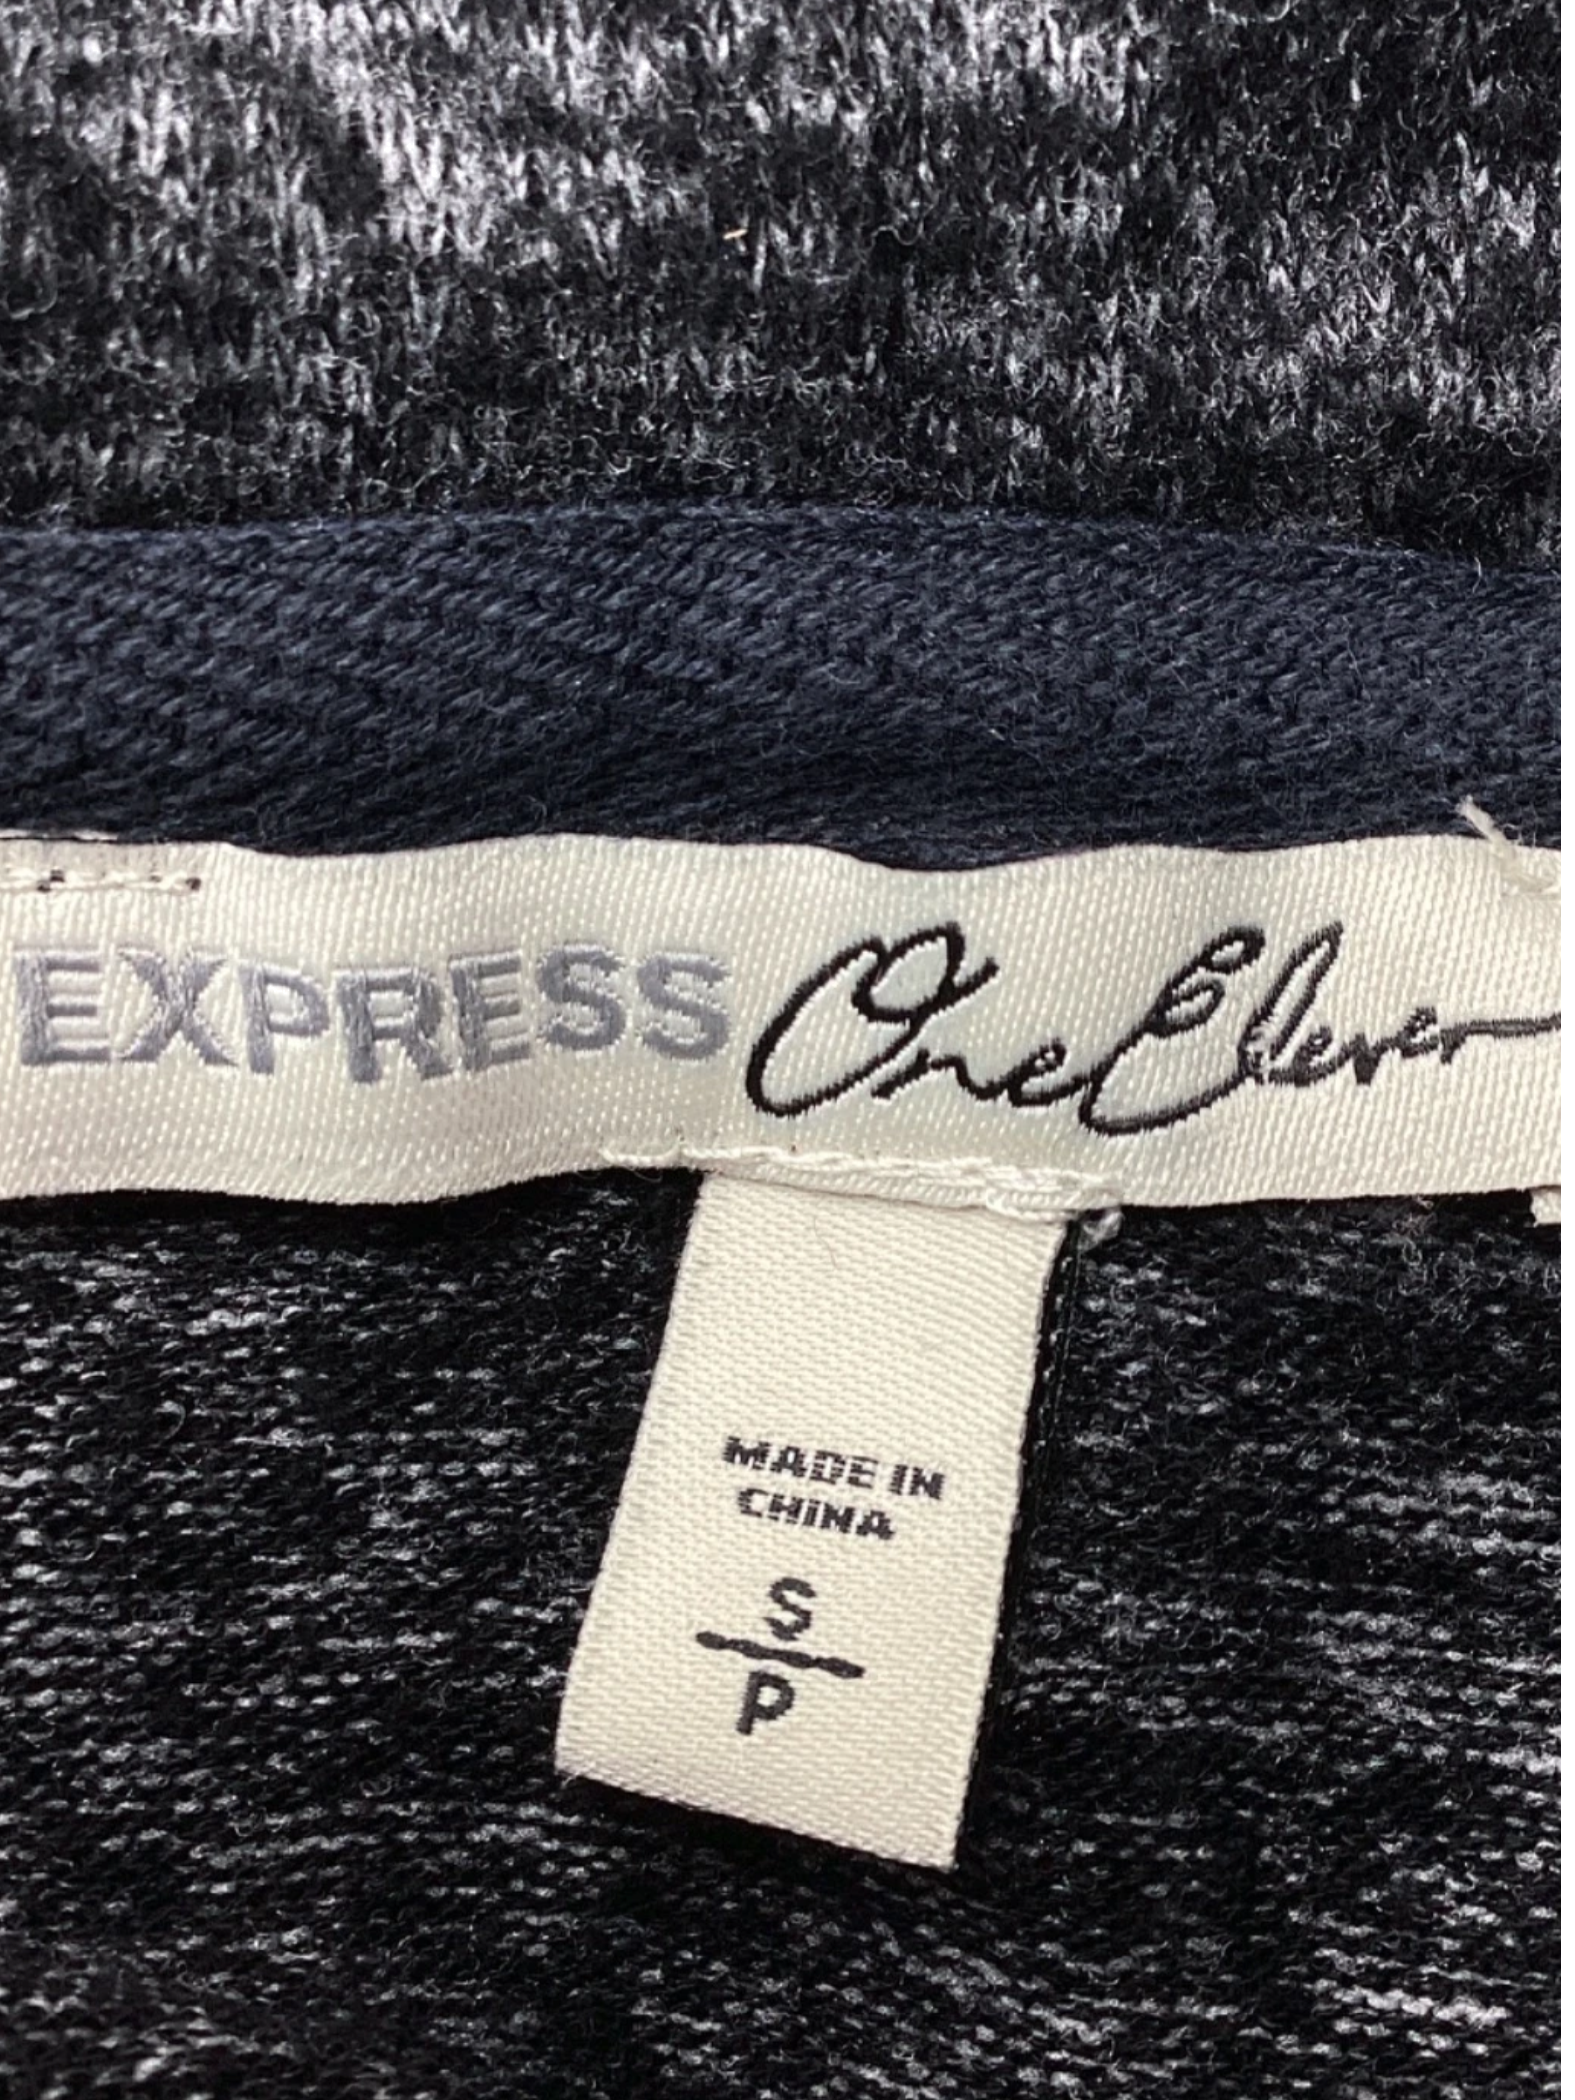 EXPRESS One Eleven
MADE IN
CHINA
S
P